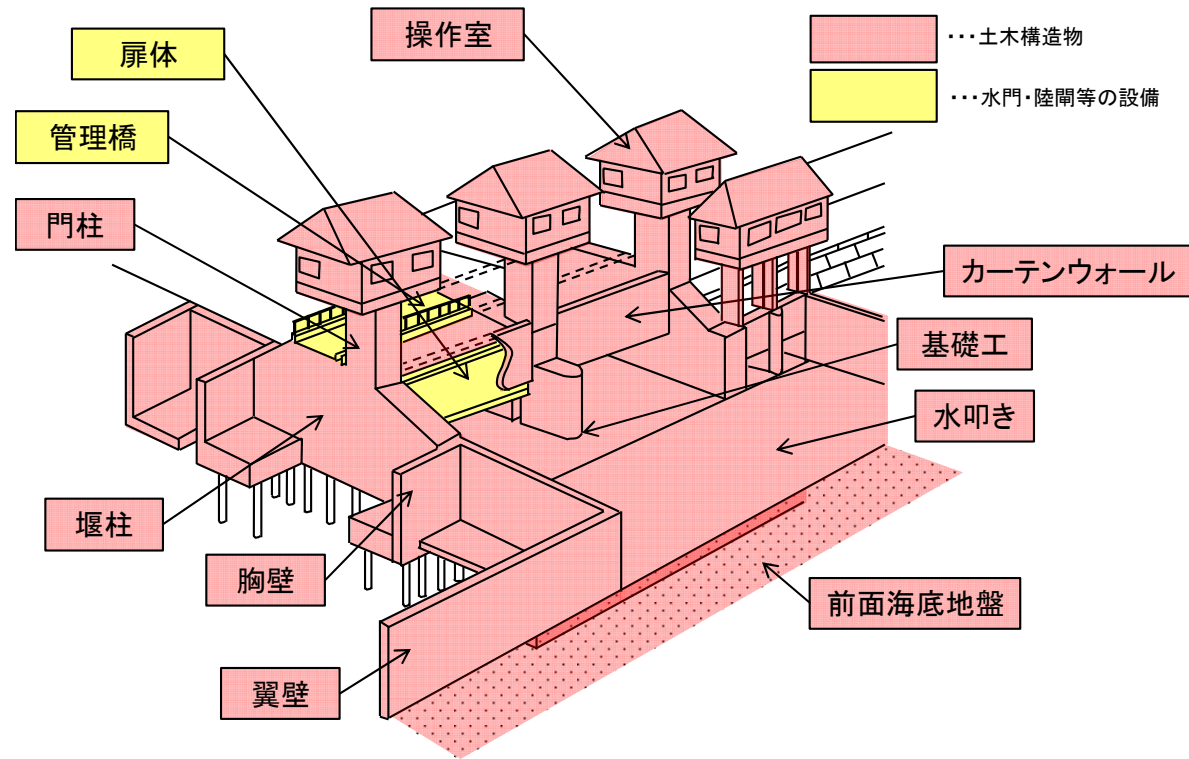 操作室
・・・土木構造物
扉体
・・・水門・陸閘等の設備
管理橋
門柱
カーテンウォール
基礎工
水叩き
堰柱
胸壁
前面海底地盤
翼壁